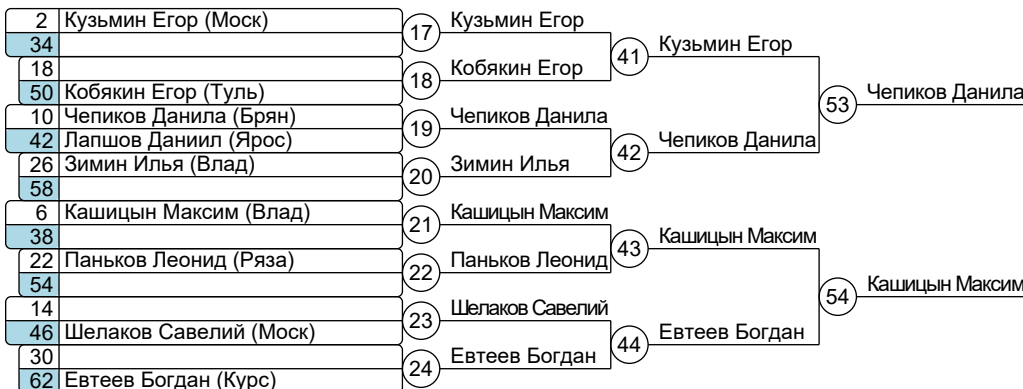 2 Кузьмин Егор (Моск)
34
18
50 Кобякин Егор (Туль)
10 Чепиков Данила (Брян)
42 Лапшов Даниил (Ярос)
26 Зимин Илья (Влад)
58
6 Кашицын Максим (Влад)
38
22 Паньков Леонид (Ряза)
54
14
46 Шелаков Савелий (Моск)
30
62 Евтеев Богдан (Курс)
17 Кузьмин Егор
18 Кобякин Егор
19 Чепиков Данила
20 Зимин Илья
21 Кашицын Максим
22 Паньков Леонид
23 Шелаков Савелий
24 Евтеев Богдан
41 Кузьмин Егор
42 Чепиков Данила
43 Кашицын Максим
44 Евтеев Богдан
53 Чепиков Данила
54 Кашицын Максим